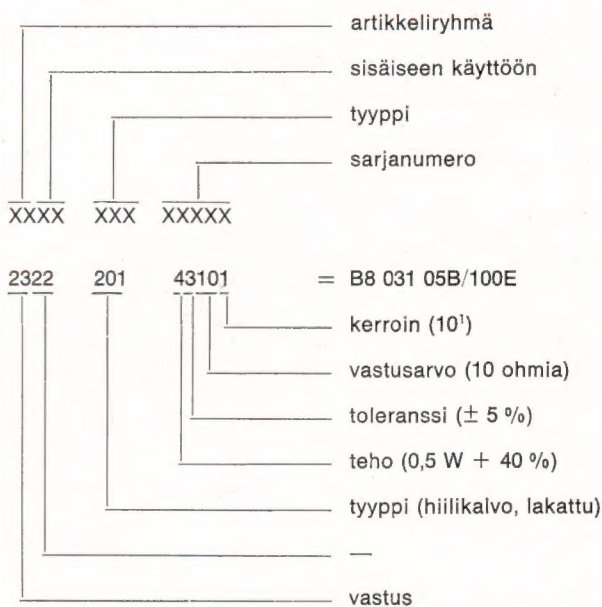 artikkeliryhmä
sisäiseen käyttöön
tyyppi
sarjanumero
XXXX XXX XXXXX
2322 201 43101 = B8 031 05B/100E
kerroin (10¹)
vastusarvo (10 ohmia)
toleranssi (± 5 %)
teho (0,5 W + 40 %)
tyyppi (hiilikalvo, lakattu)
—
vastus